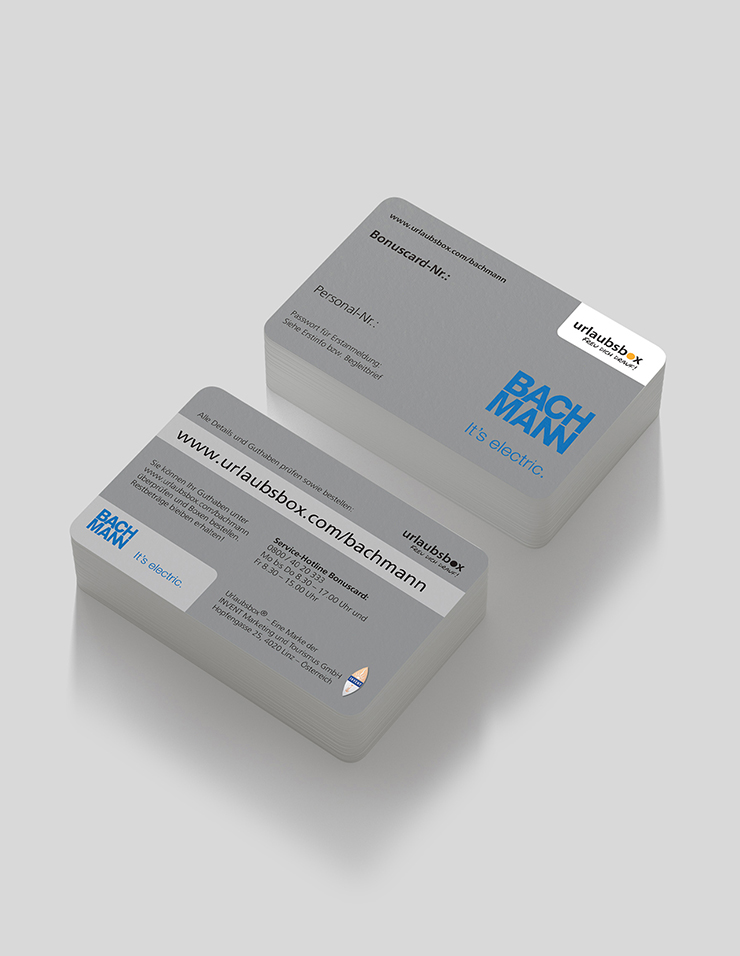 www.urlaubsbox.com/bachmann
Bonuscard-Nr.:
Personal-Nr.:
Passwort für Erstanmeldung:
Siehe Erstinfo bzw. Begleitbrief
urlaubsbox
FREU DICH DRAUF!
BACH
MANN
It's electric.
Alle Details und Guthaben prüfen sowie bestellen:
www.urlaubsbox.com/bachmann
Sie können Ihr Guthaben unter
www.urlaubsbox.com/bachmann
überprüfen und Boxen bestellen
Restbeträge bleiben erhalten!
BACH
MANN
It's electric.
urlaubsbox
FREU DICH DRAUF!
Service-Hotline Bonuscard:
0800 / 40 20 333
Mo bis Do 8.30 – 17.00 Uhr und
Fr 8.30 – 15.00 Uhr
Urlaubsbox® – Eine Marke der
INVENT Marketing und Tourismus GmbH
Hopfengasse 25, 4020 Linz – Österreich
INVENT